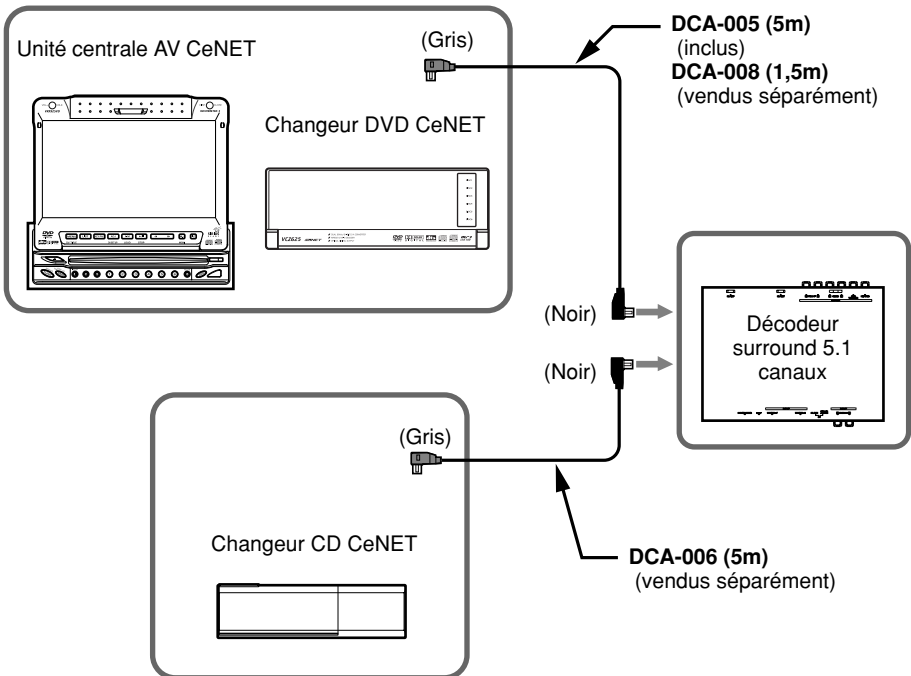 Unité centrale AV CeNET
(Gris)
DCA-005 (5m)
(inclus)
DCA-008 (1,5m)
(vendus séparément)
Changeur DVD CeNET
VCZ625
(Noir)
Décodeur
surround 5.1
canaux
(Noir)
(Gris)
Changeur CD CeNET
DCA-006 (5m)
(vendus séparément)